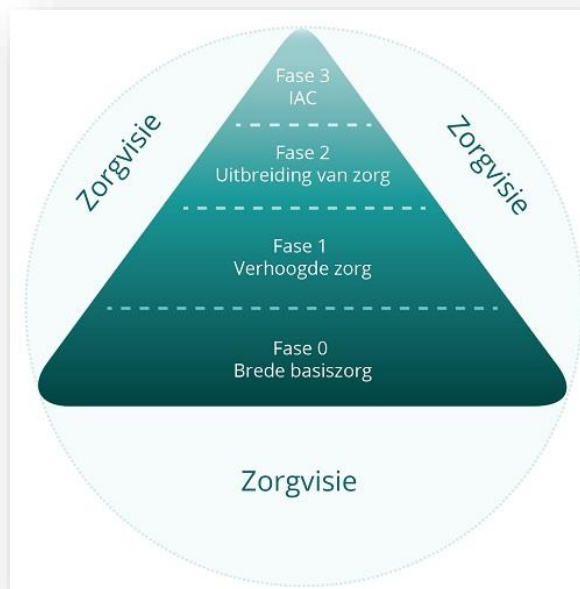 Fase 3
IAC
Zorgvisie
Zorgvisie
Fase 2
Uitbreiding van zorg
Fase 1
Verhoogde zorg
Fase 0
Brede basiszorg
Zorgvisie